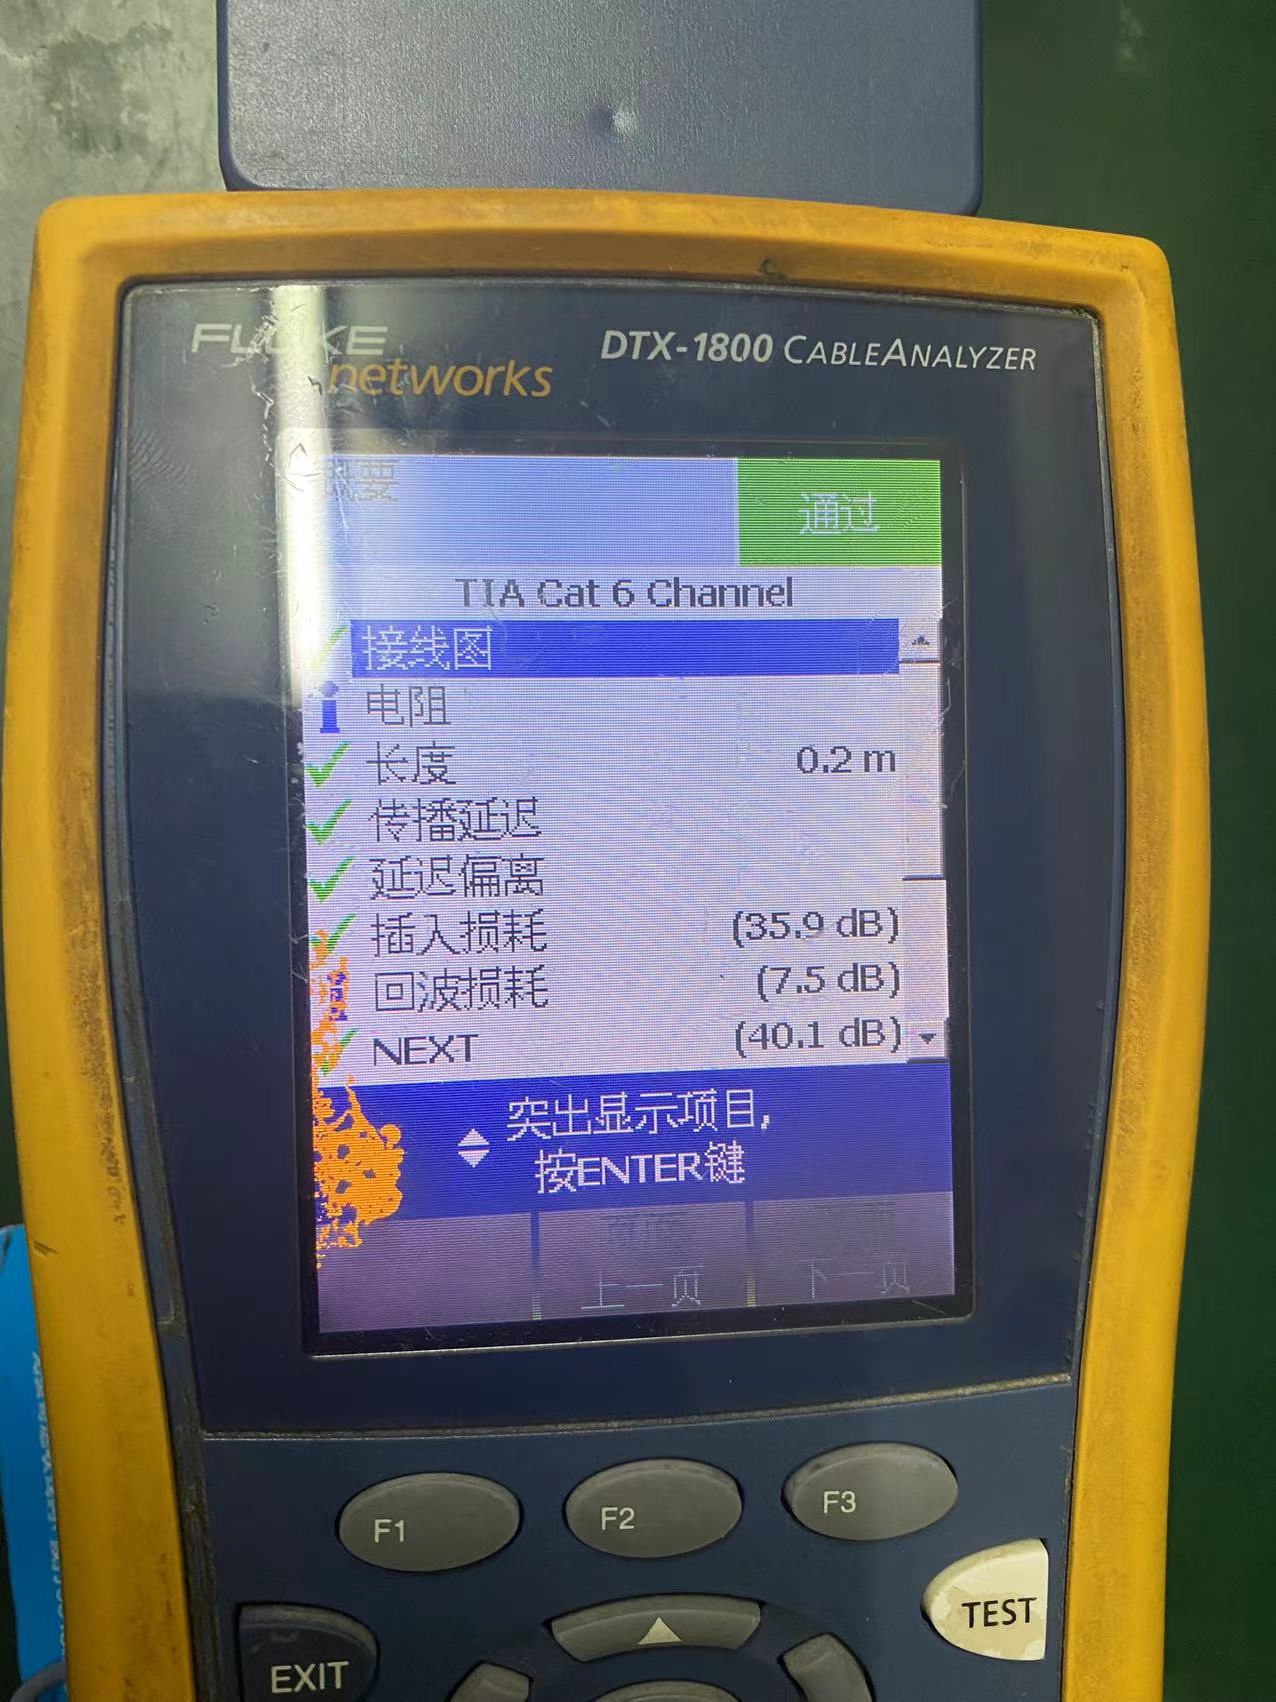 FLUKE
networks
DTX-1800 CABLEANALYZER
概要
通过
TIA Cat 6 Channel
接线图
i 电阻
长度 0.2 m
传播延迟
延迟偏离
插入损耗 (35.9 dB)
回波损耗 (7.5 dB)
NEXT (40.1 dB)
突出显示项目,
按ENTER键
上一页 下一页
F1 F2 F3
TEST
EXIT